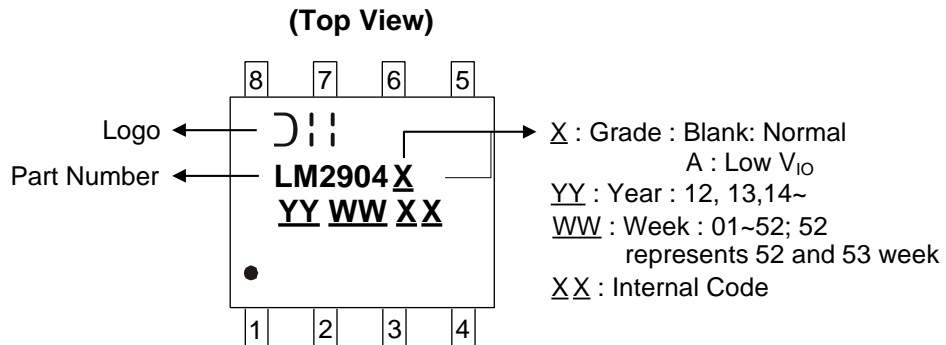 (Top View)
8 7 6 5
Logo
Part Number
LM2904 X
YY WW X X
X : Grade : Blank: Normal
A : Low VIO
YY : Year : 12, 13,14~
WW : Week : 01~52; 52
represents 52 and 53 week
X X : Internal Code
1 2 3 4